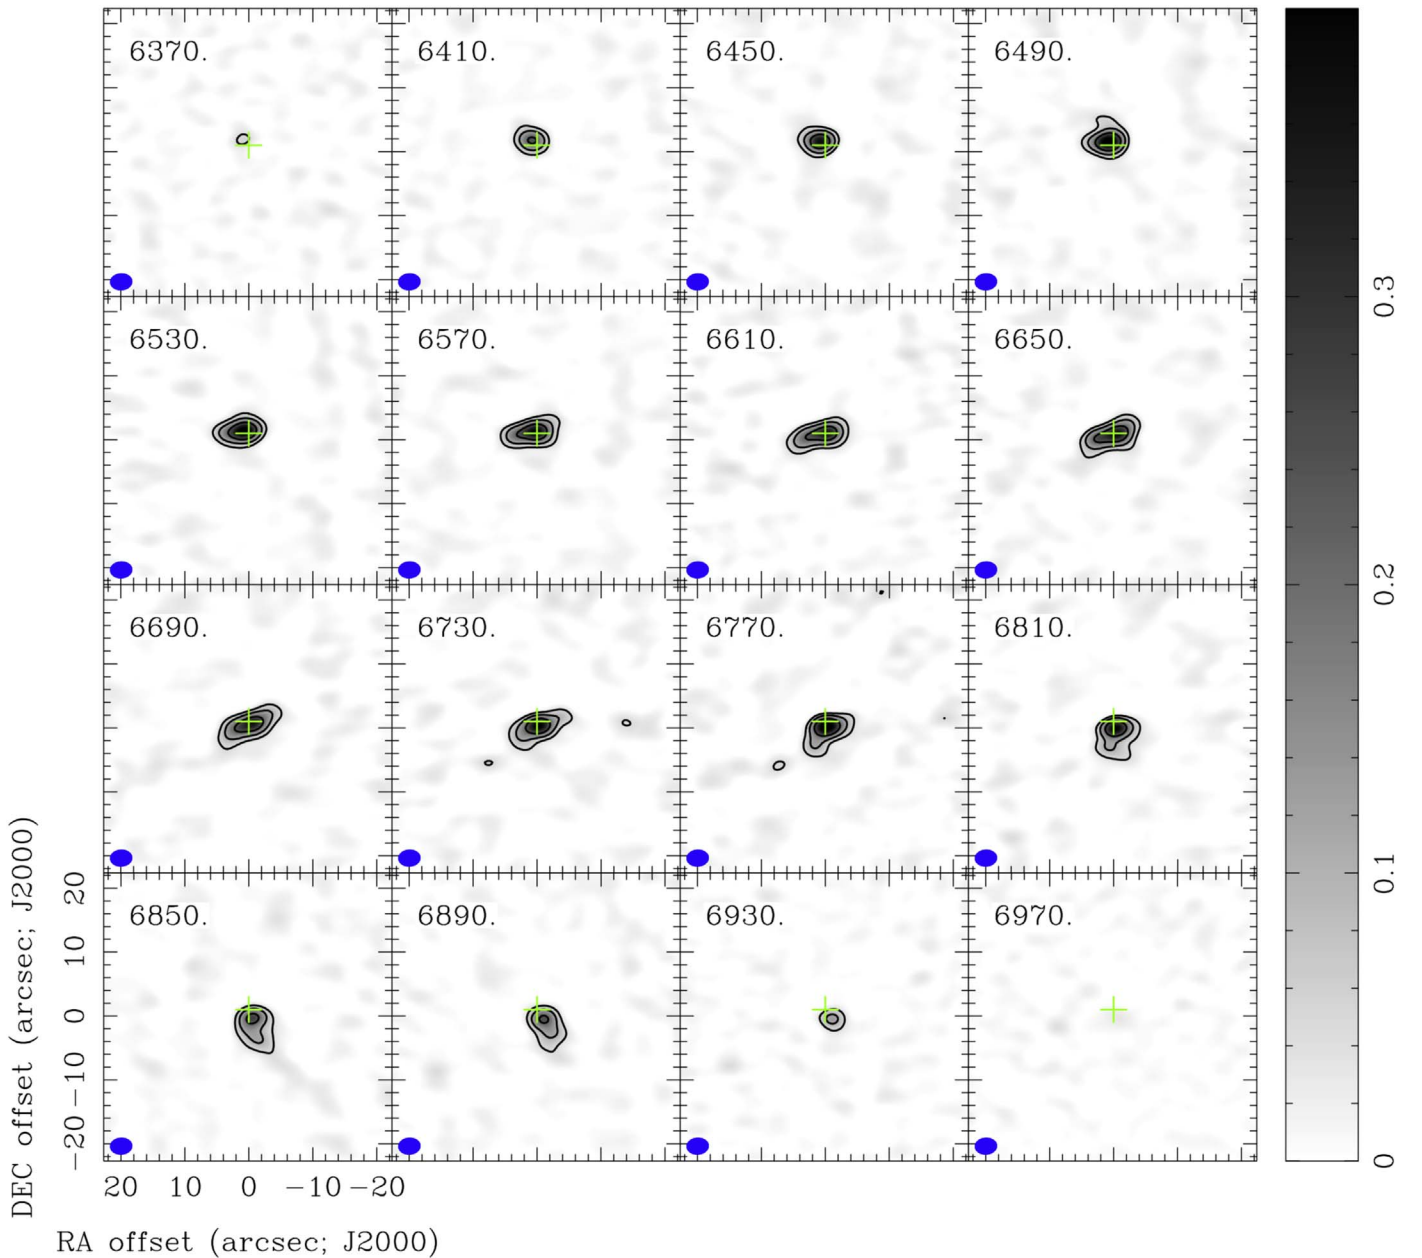 6370. 6410. 6450. 6490.
6530. 6570. 6610. 6650.
6690. 6730. 6770. 6810.
6850. 6890. 6930. 6970.
DEC offset (arcsec; J2000)
20
10
0
−10
−20
20 10 0 −10 −20
RA offset (arcsec; J2000)
0.3
0.2
0.1
0